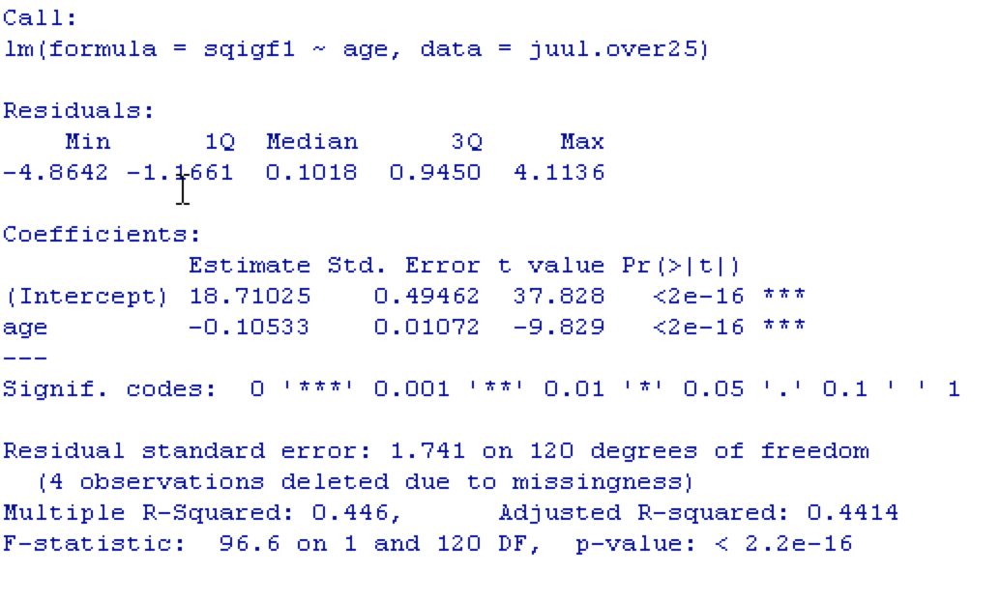 Call:
lm(formula = sqigf1 ~ age, data = juul.over25)
Residuals:
    Min      1Q  Median      3Q     Max
-4.8642 -1.1661  0.1018  0.9450  4.1136
Coefficients:
            Estimate Std. Error t value Pr(>|t|)
(Intercept) 18.71025    0.49462  37.828   <2e-16 ***
age         -0.10533    0.01072  -9.829   <2e-16 ***
---
Signif. codes:  0 '***' 0.001 '**' 0.01 '*' 0.05 '.' 0.1 ' ' 1
Residual standard error: 1.741 on 120 degrees of freedom
  (4 observations deleted due to missingness)
Multiple R-Squared: 0.446,      Adjusted R-squared: 0.4414
F-statistic:  96.6 on 1 and 120 DF,  p-value: < 2.2e-16